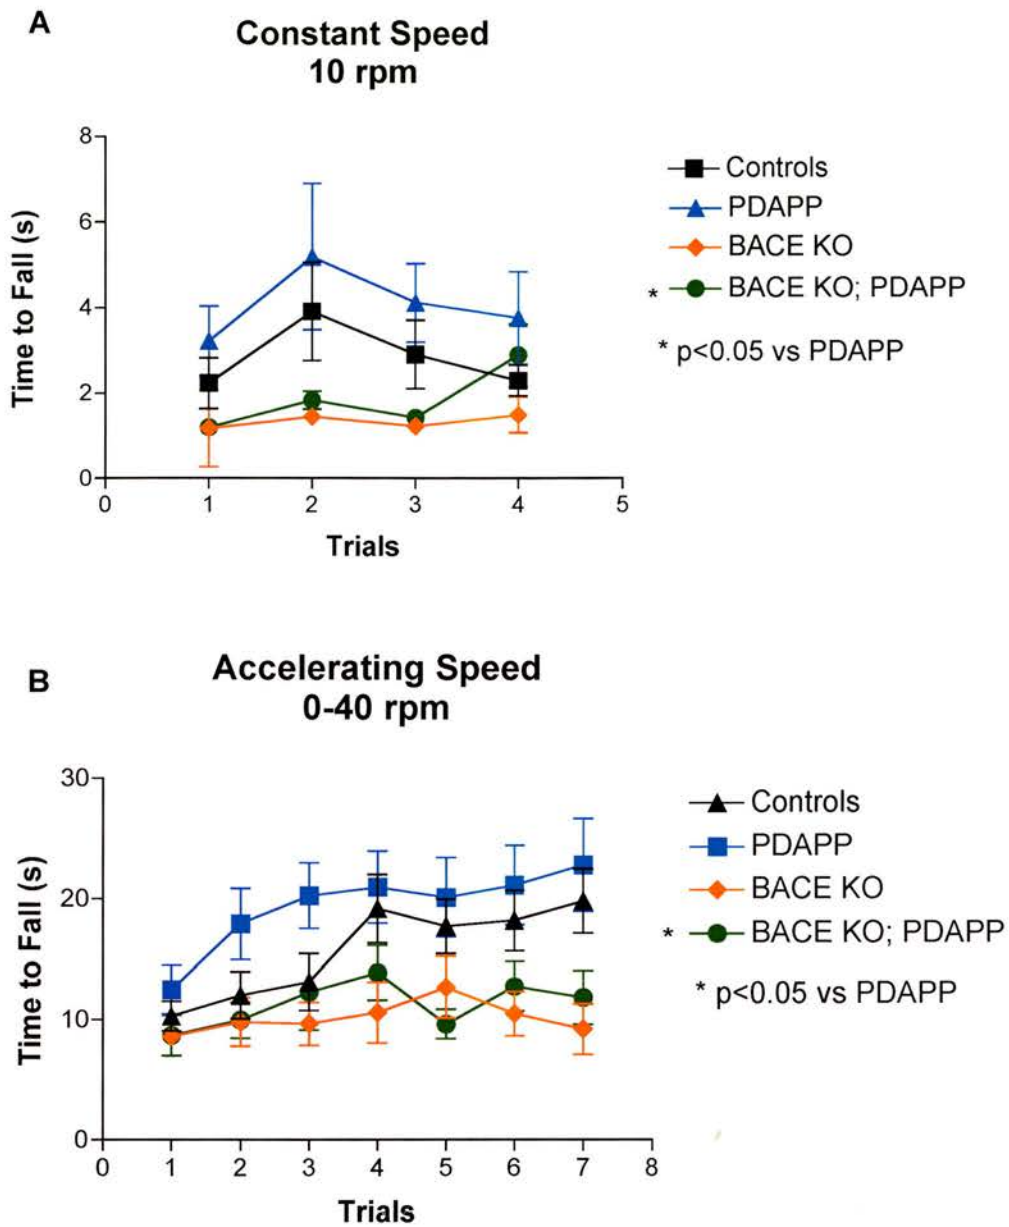 A
Constant Speed
10 rpm
8
6
4
2
0
0 1 2 3 4 5
Time to Fall (s)
Trials
Controls
PDAPP
BACE KO
* BACE KO; PDAPP
* p<0.05 vs PDAPP
B
Accelerating Speed
0-40 rpm
30
20
10
0
0 1 2 3 4 5 6 7 8
Time to Fall (s)
Trials
Controls
PDAPP
BACE KO
* BACE KO; PDAPP
* p<0.05 vs PDAPP